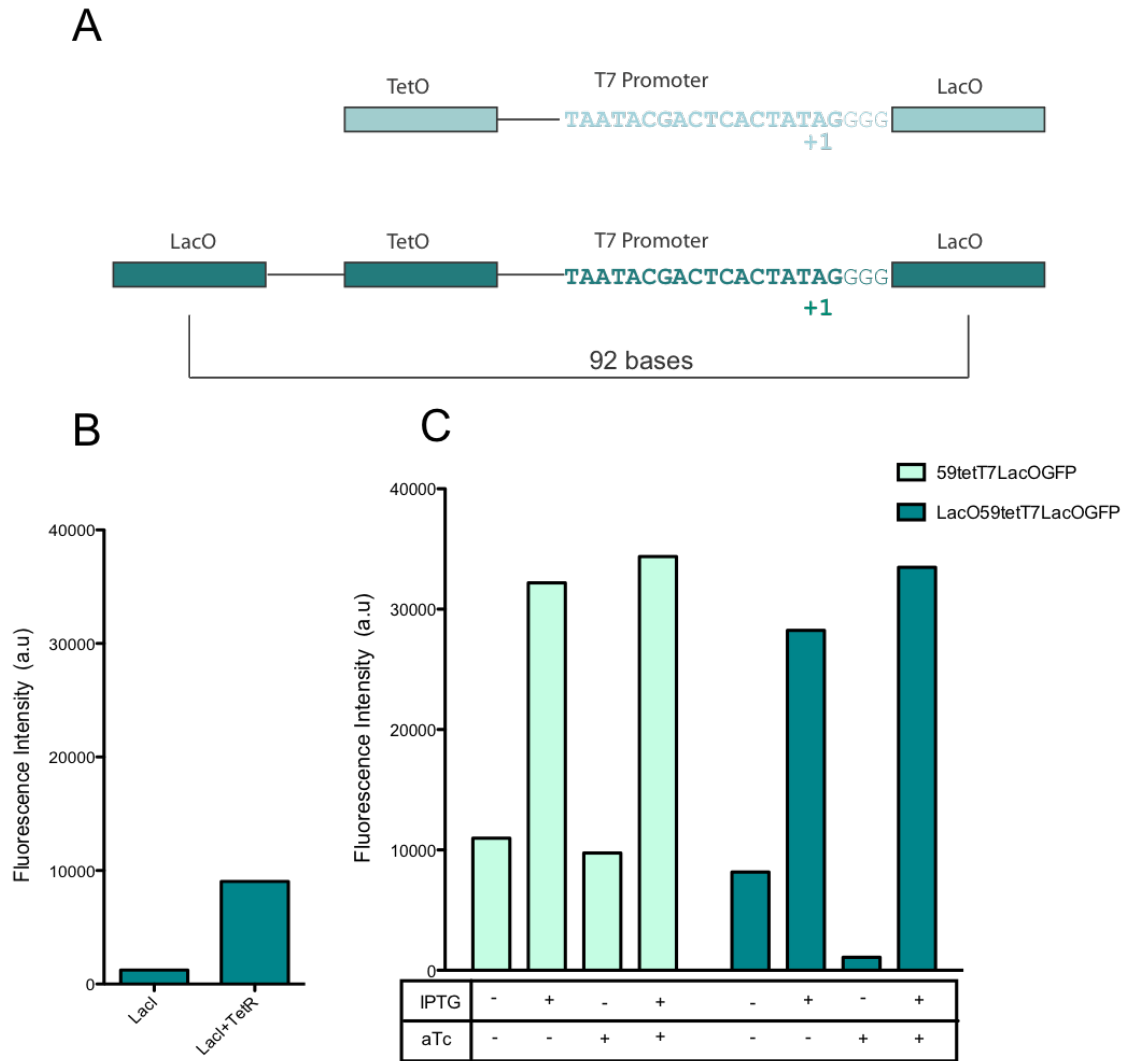 A
TetO T7 Promoter LacO
TAATACGACTCACTATAGGGG
+1
LacO TetO T7 Promoter LacO
TAATACGACTCACTATAGGGG
+1
92 bases
B
Fluorescence Intensity (a.u)
40000
30000
20000
10000
0
LacI
LacI+TetR
C
59tetT7LacOGFP
LacO59tetT7LacOGFP
Fluorescence Intensity (a.u)
40000
30000
20000
10000
0
IPTG - + - + - + - +
aTc - - + + - - + +